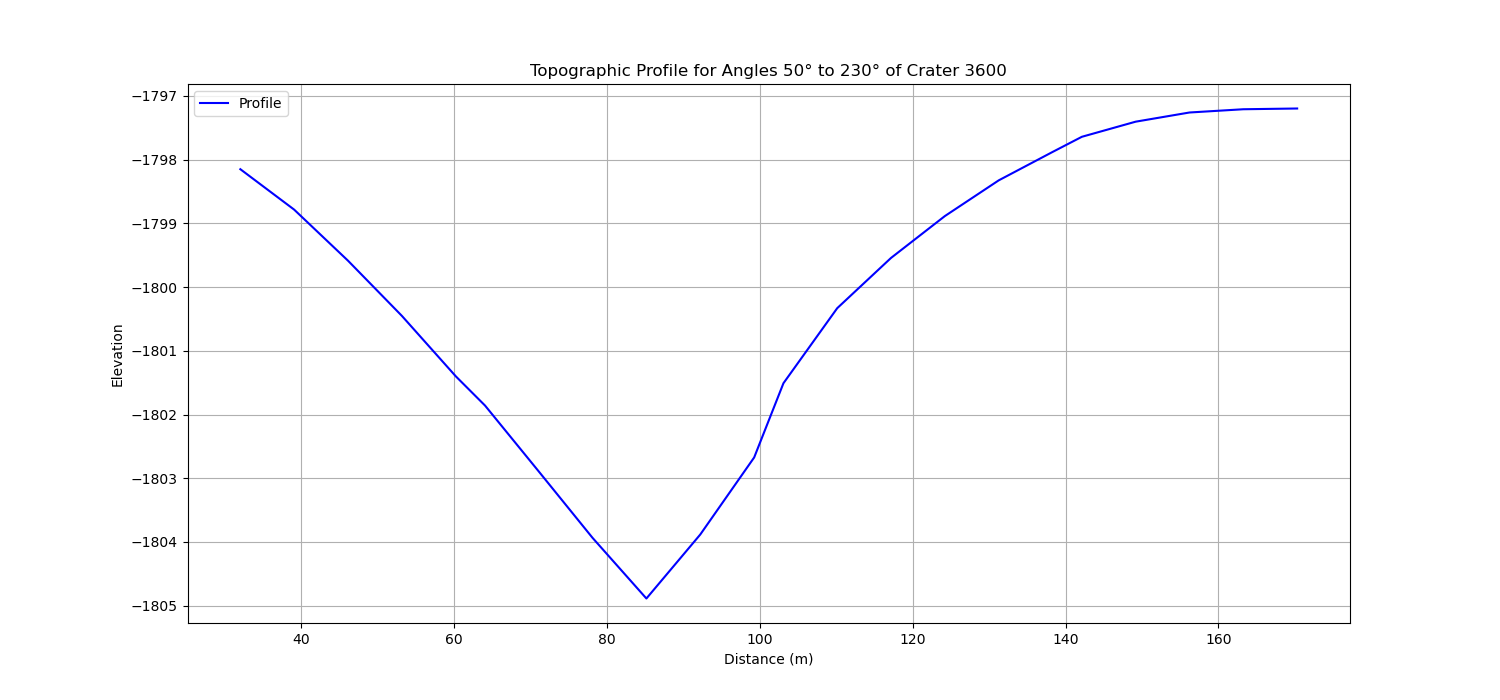 Topographic Profile for Angles 50° to 230° of Crater 3600
Profile
−1797
−1798
−1799
−1800
−1801
−1802
−1803
−1804
−1805
Elevation
40 60 80 100 120 140 160
Distance (m)